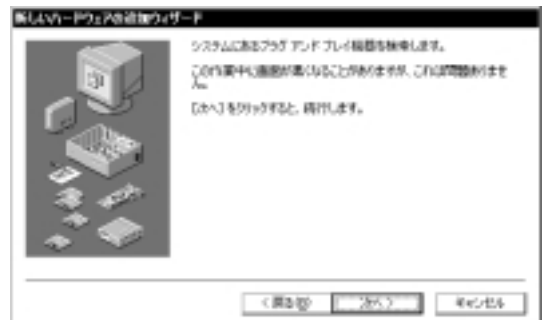 新しいハードウェアの追加ウィザード
システムにあるプラグ アンド プレイ機器を検索します。
この作業中に画面が黒くなることがありますが、これは問題ありませ
ん。
[次へ] をクリックすると、続行します。
< 戻る(B)
次へ >
キャンセル